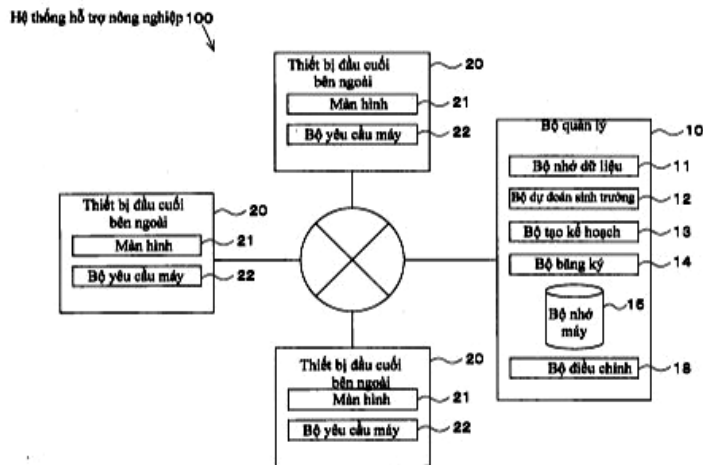 Hệ thống hỗ trợ nông nghiệp 100
Thiết bị đầu cuối
bên ngoài
20
Màn hình
21
Bộ yêu cầu máy
22
Thiết bị đầu cuối
bên ngoài
20
Màn hình
21
Bộ yêu cầu máy
22
Thiết bị đầu cuối
bên ngoài
20
Màn hình
21
Bộ yêu cầu máy
22
Bộ quản lý
10
Bộ nhớ dữ liệu
11
Bộ dự đoán sinh trưởng
12
Bộ tạo kế hoạch
13
Bộ băng ký
14
Bộ nhớ
máy
15
Bộ điều chỉnh
18